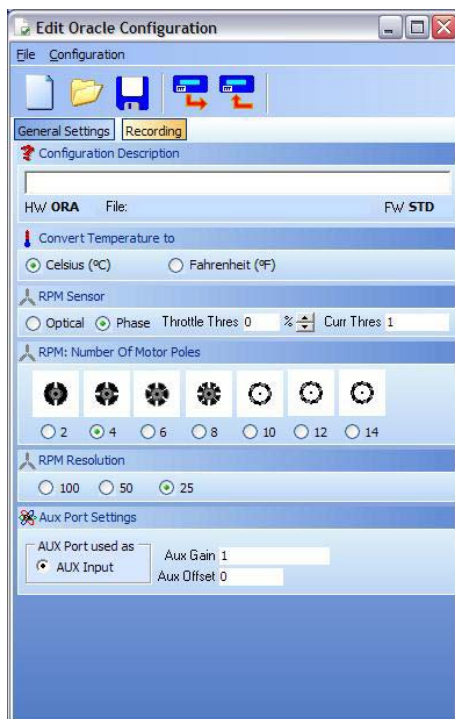 Edit Oracle Configuration
File Configuration
General Settings Recording
Configuration Description
HW ORA File: FW STD
Convert Temperature to
Celsius (ºC) Fahrenheit (ºF)
RPM Sensor
Optical Phase Throttle Thres 0 % Curr Thres 1
RPM: Number Of Motor Poles
2 4 6 8 10 12 14
RPM Resolution
100 50 25
Aux Port Settings
AUX Port used as
AUX Input
Aux Gain 1
Aux Offset 0